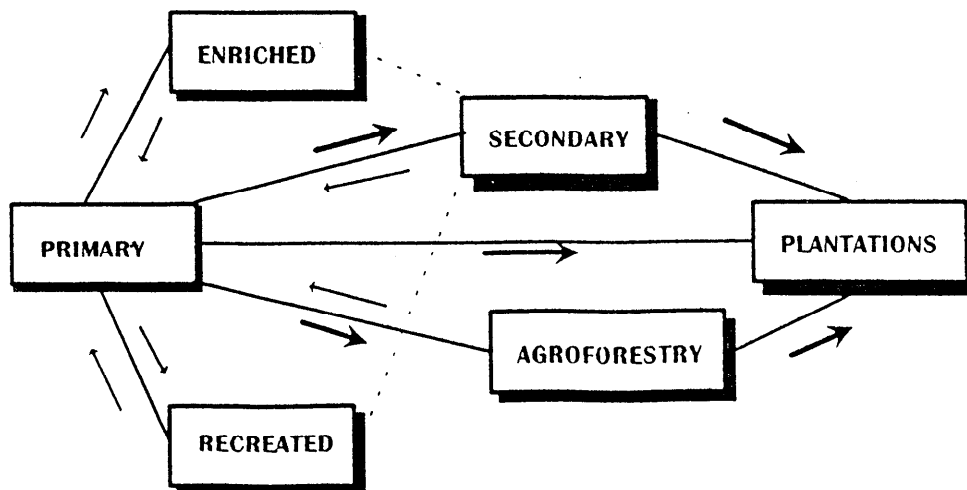 ENRICHED
SECONDARY
PRIMARY
PLANTATIONS
AGROFORESTRY
RECREATED